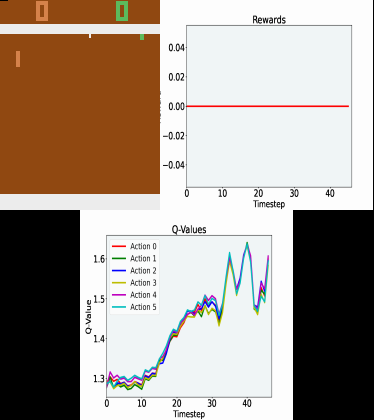 0 0
Rewards
0.04
0.02
0.00
−0.02
−0.04
0 10 20 30 40
Timestep
Q-Values
Q-Value
1.6
1.5
1.4
1.3
Action 0
Action 1
Action 2
Action 3
Action 4
Action 5
0 10 20 30 40
Timestep